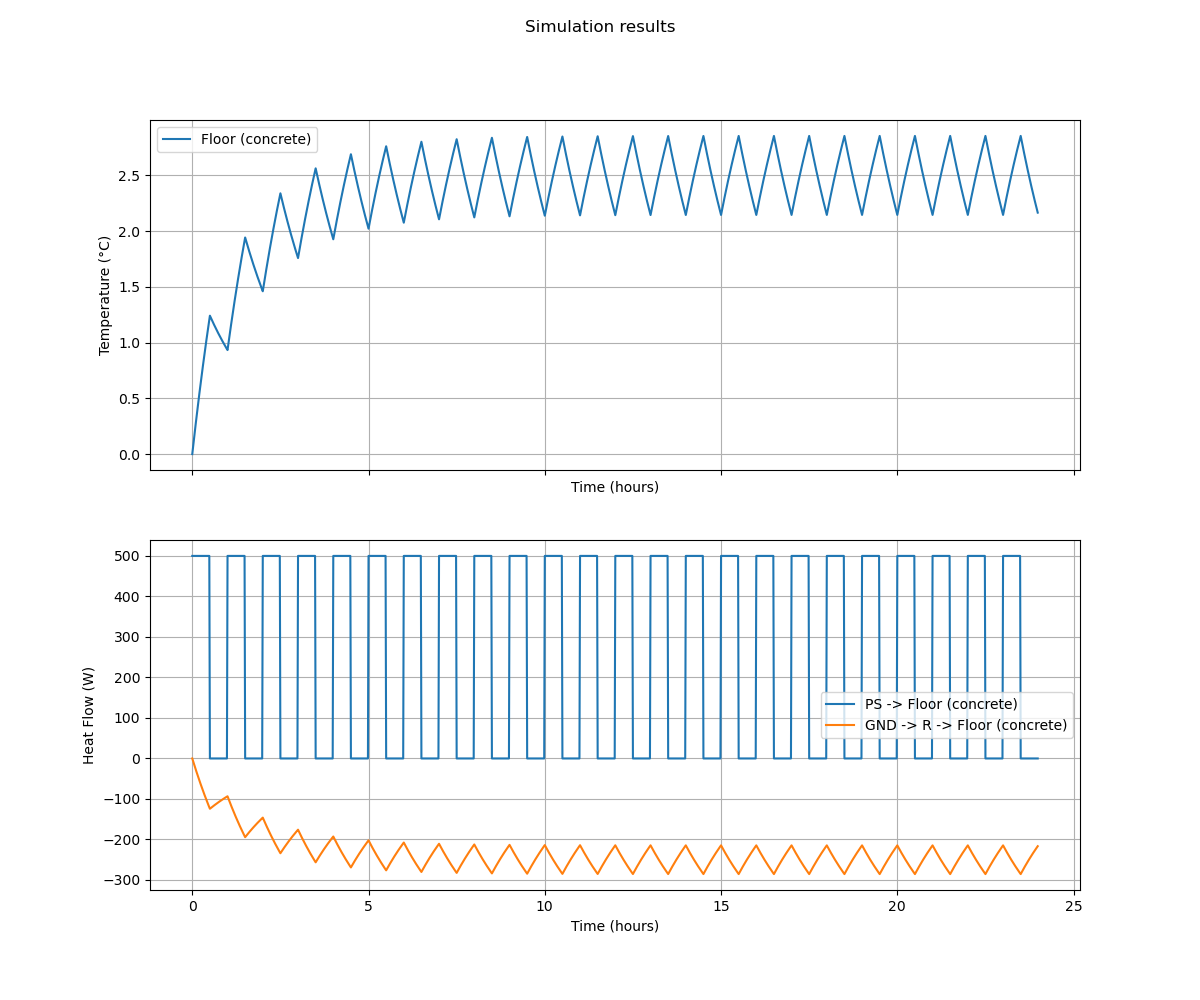 Simulation results
Floor (concrete)
Temperature (°C)
2.5
2.0
1.5
1.0
0.5
0.0
Time (hours)
Heat Flow (W)
500
400
300
200
100
0
−100
−200
−300
PS -> Floor (concrete)
GND -> R -> Floor (concrete)
0 5 10 15 20 25
Time (hours)